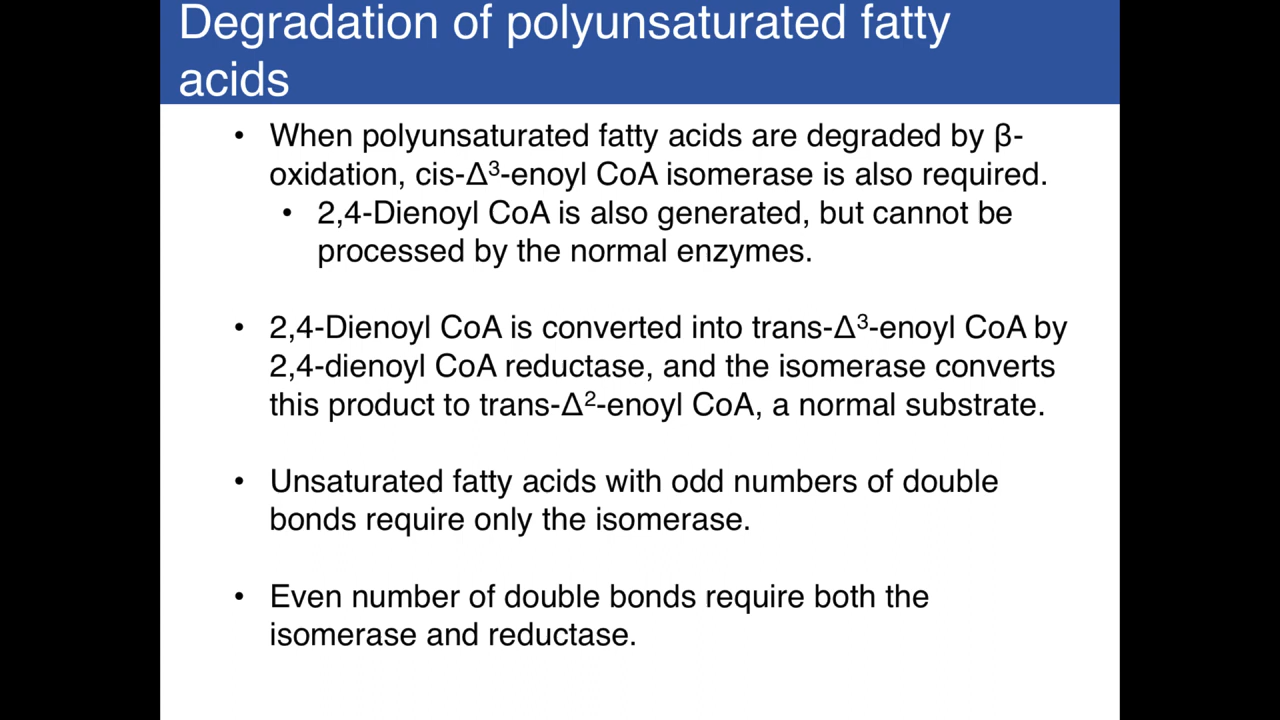 Degradation of polyunsaturated fatty
acids
• When polyunsaturated fatty acids are degraded by β-
oxidation, cis-Δ³-enoyl CoA isomerase is also required.
• 2,4-Dienoyl CoA is also generated, but cannot be
processed by the normal enzymes.
• 2,4-Dienoyl CoA is converted into trans-Δ³-enoyl CoA by
2,4-dienoyl CoA reductase, and the isomerase converts
this product to trans-Δ²-enoyl CoA, a normal substrate.
• Unsaturated fatty acids with odd numbers of double
bonds require only the isomerase.
• Even number of double bonds require both the
isomerase and reductase.